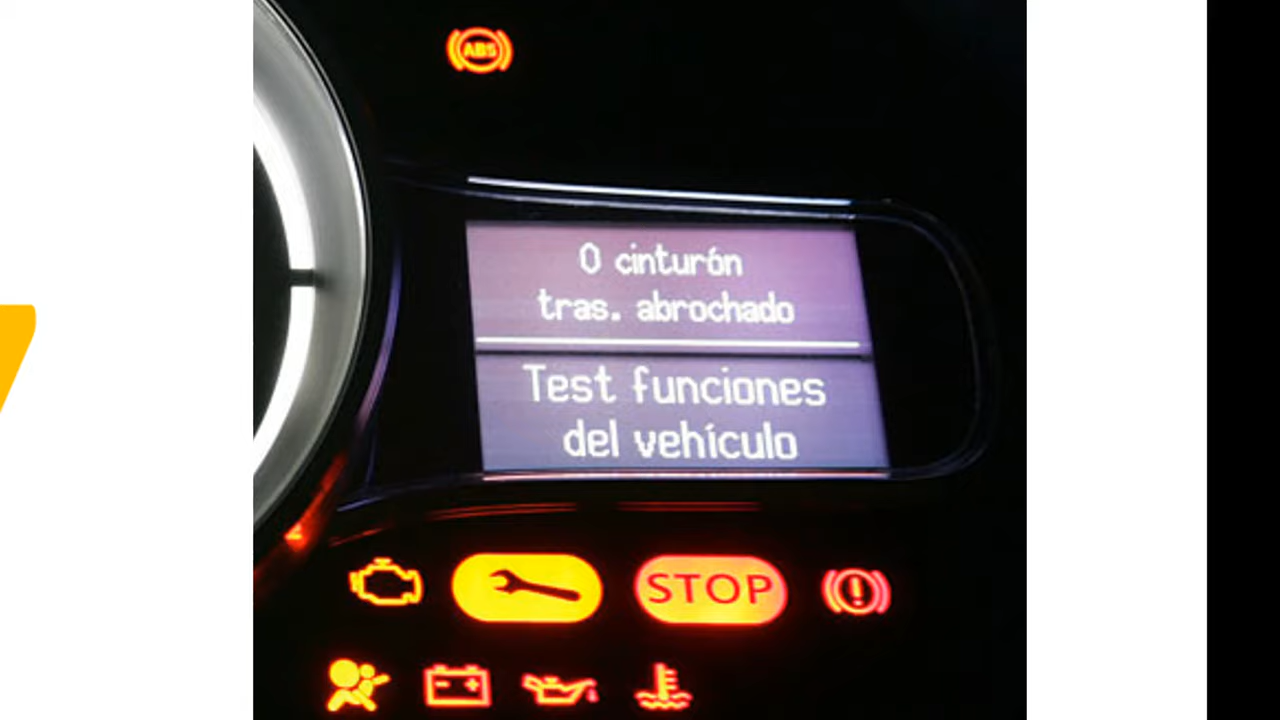 ABS
0 cinturón
tras. abrochado
Test funciones
del vehículo
STOP